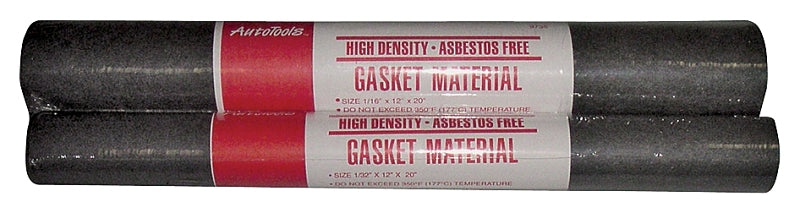 AutoTools
HIGH DENSITY • ASBESTOS FREE
GASKET MATERIAL
• SIZE 1/16" x 12" x 20"
• DO NOT EXCEED 350°F (177°C) TEMPERATURE
AutoTools
HIGH DENSITY • ASBESTOS FREE
GASKET MATERIAL
• SIZE 1/32" X 12" X 20"
• DO NOT EXCEED 350°F (177°C) TEMPERATURE